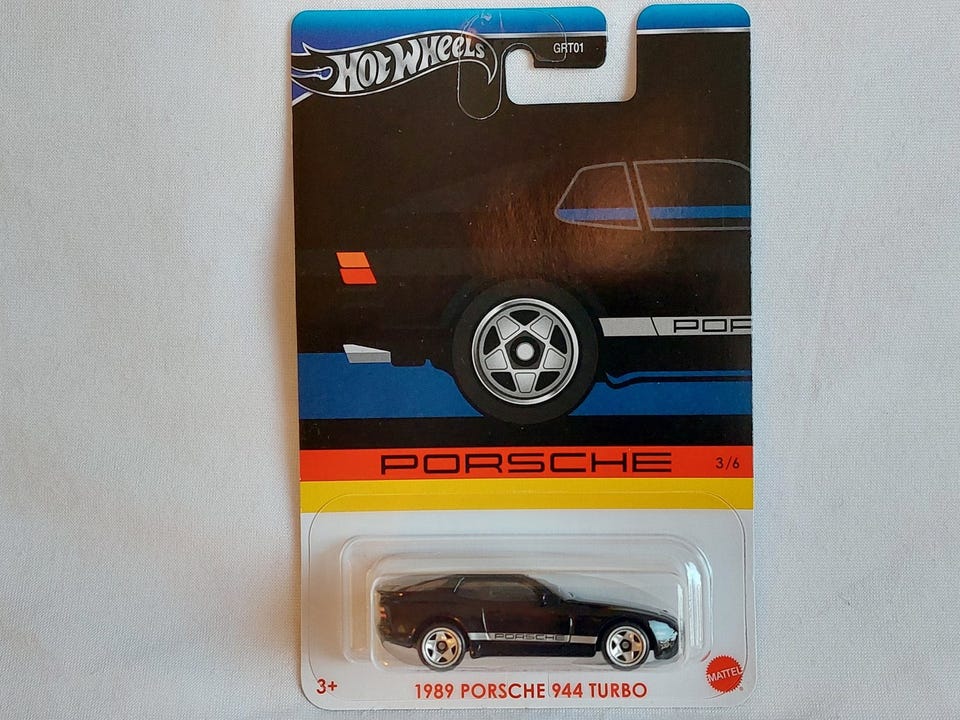 HOT WHEELS
GRT01
POR
PORSCHE 3/6
PORSCHE
3+
1989 PORSCHE 944 TURBO
MATTEL